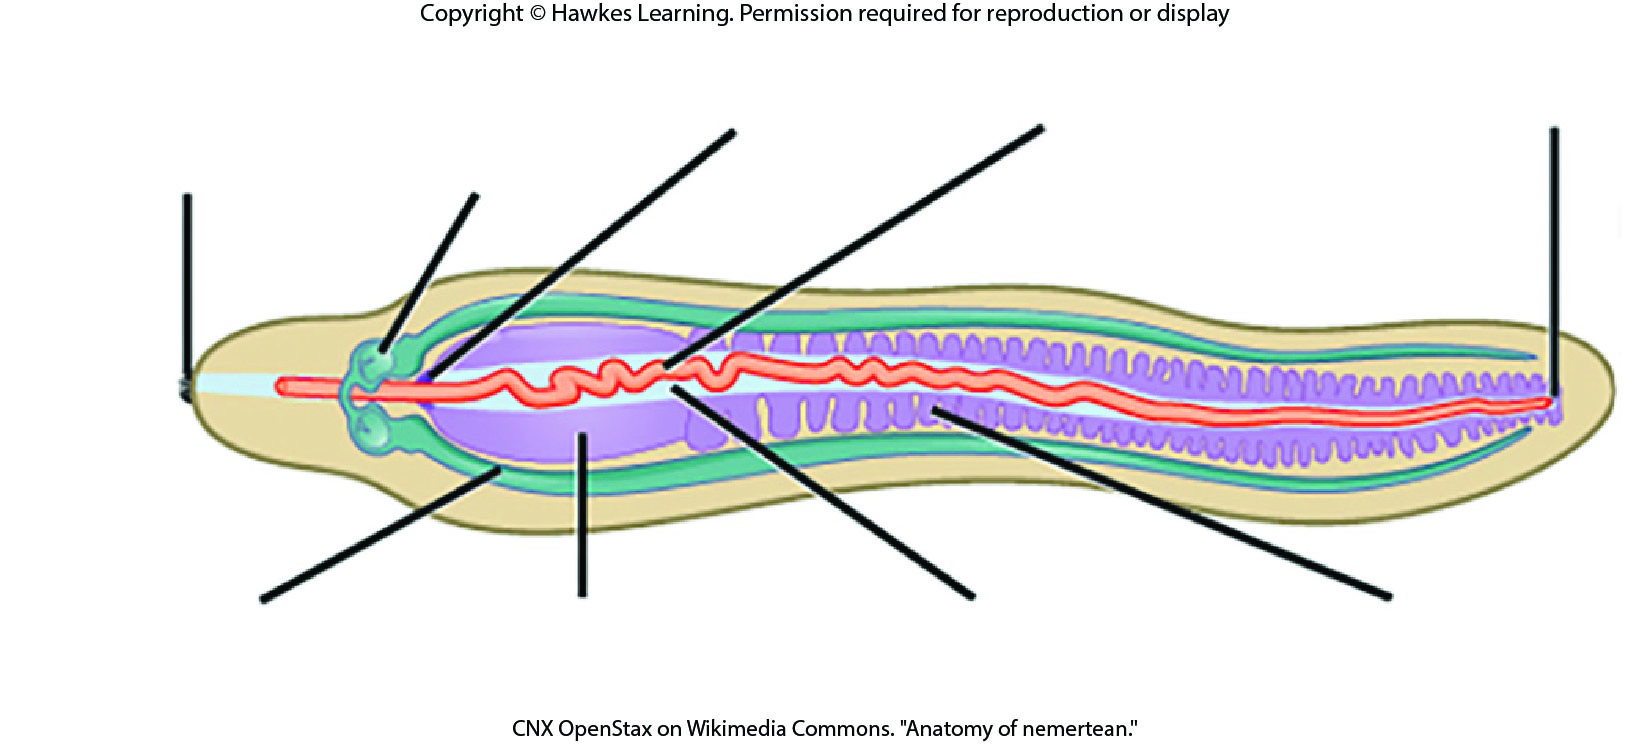 Copyright © Hawkes Learning. Permission required for reproduction or display
CNX OpenStax on Wikimedia Commons. "Anatomy of nemertean."